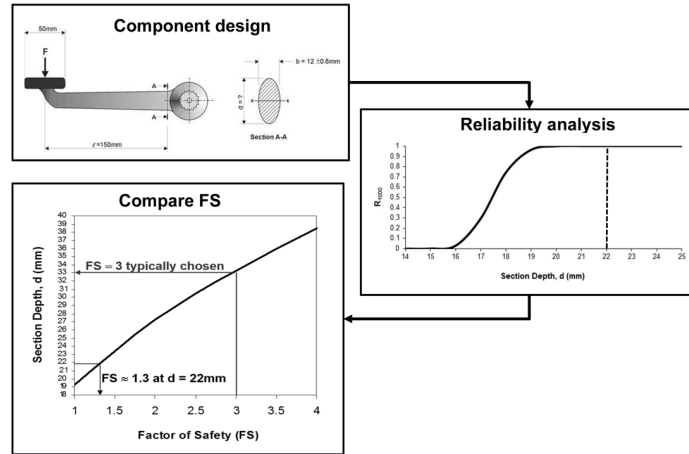 Component design
50mm
F
A
A
ℓ =150mm
b = 12 ±0.6mm
d = ?
x
x
Section A-A
Reliability analysis
R1000
1
0.9
0.8
0.7
0.6
0.5
0.4
0.3
0.2
0.1
0
14 15 16 17 18 19 20 21 22 23 24 25
Section Depth, d (mm)
Compare FS
Section Depth, d (mm)
40
39
38
37
36
35
34
33
32
31
30
29
28
27
26
25
24
23
22
21
20
19
18
FS = 3 typically chosen
FS ≈ 1.3 at d = 22mm
1 1.5 2 2.5 3 3.5 4
Factor of Safety (FS)